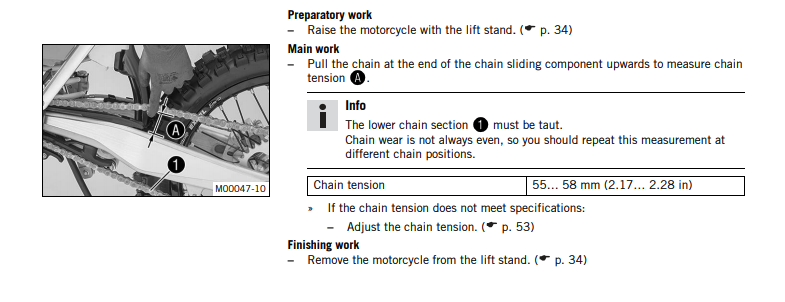 Preparatory work
– Raise the motorcycle with the lift stand. (☛ p. 34)
Main work
– Pull the chain at the end of the chain sliding component upwards to measure chain
tension A.
Info
The lower chain section 1 must be taut.
Chain wear is not always even, so you should repeat this measurement at
different chain positions.
A
1
M00047-10
Chain tension 55… 58 mm (2.17… 2.28 in)
» If the chain tension does not meet specifications:
– Adjust the chain tension. (☛ p. 53)
Finishing work
– Remove the motorcycle from the lift stand. (☛ p. 34)